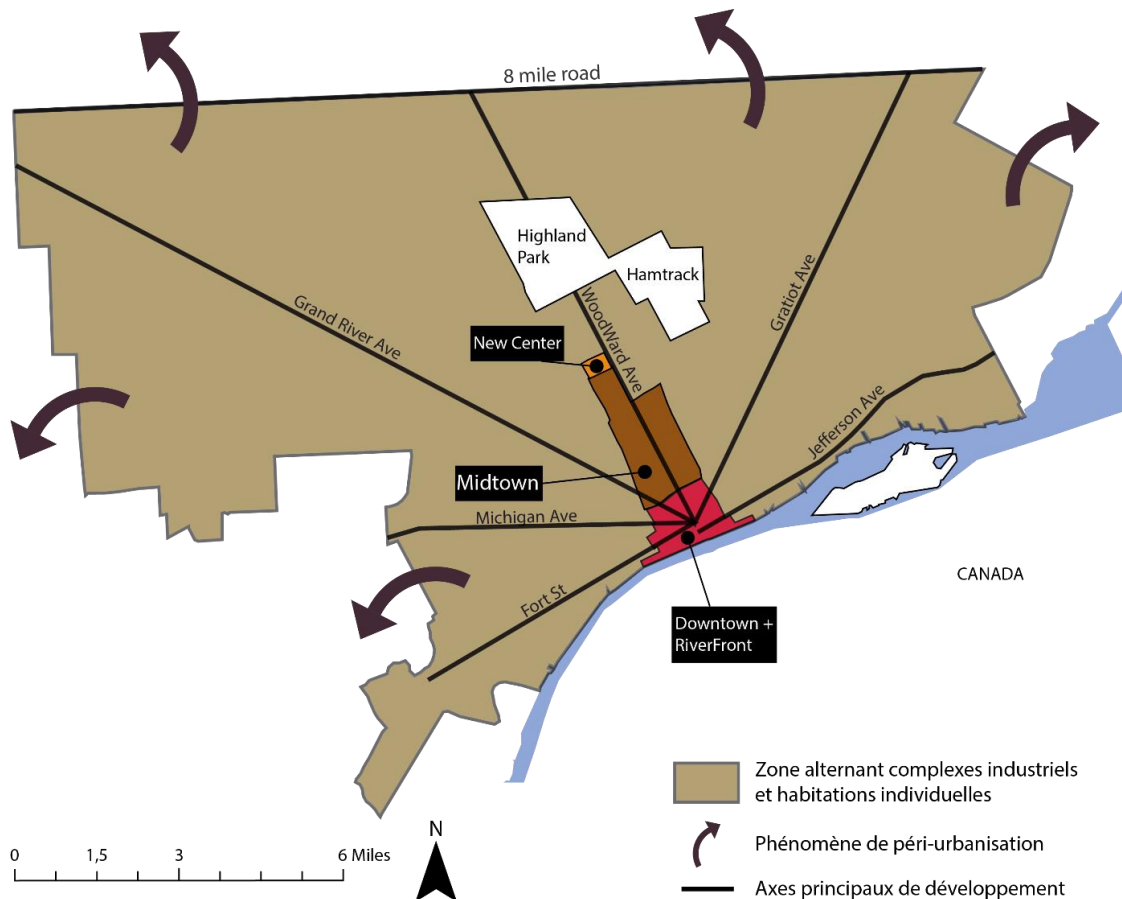 8 mile road
Highland
Park
Hamtrack
Grand River Ave
WoodWard Ave
Gratiot Ave
New Center
Jefferson Ave
Midtown
Michigan Ave
Fort St
CANADA
Downtown +
RiverFront
Zone alternant complexes industriels
et habitations individuelles
N
Phénomène de péri-urbanisation
0 1,5 3 6 Miles
Axes principaux de développement